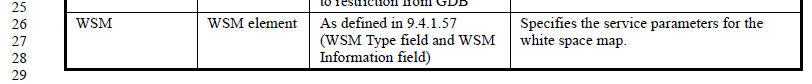 25 to restriction from GDB
26 WSM WSM element As defined in 9.4.1.57 Specifies the service parameters for the
27 (WSM Type field and WSM white space map.
28 Information field)
29